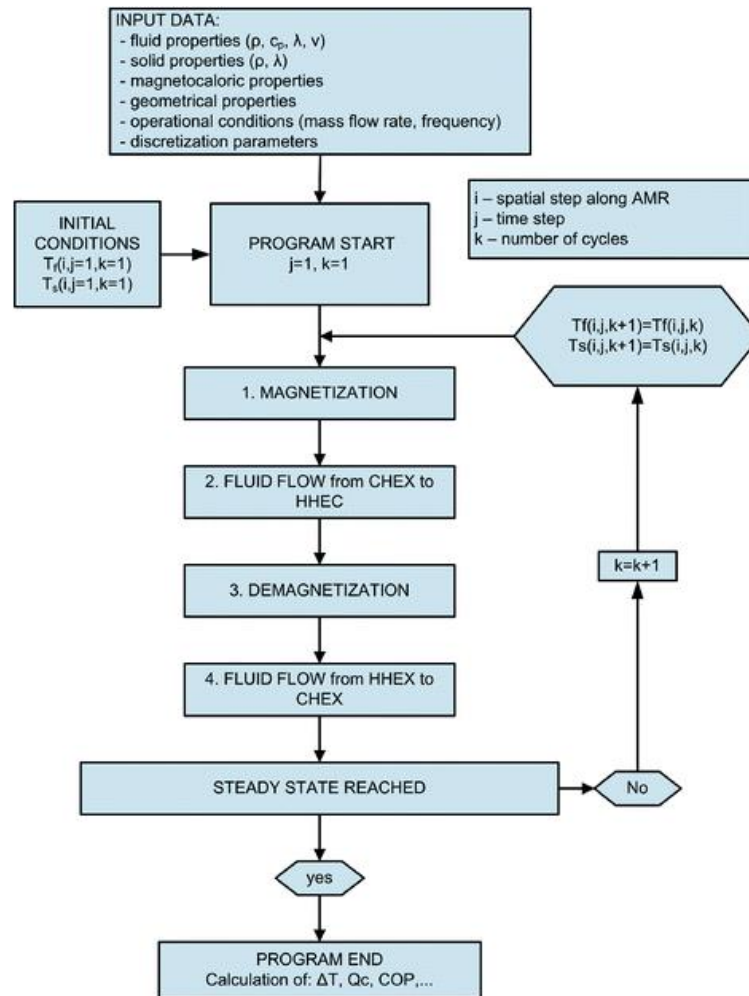 INPUT DATA:
- fluid properties (ρ, cₚ, λ, ν)
- solid properties (ρ, λ)
- magnetocaloric properties
- geometrical properties
- operational conditions (mass flow rate, frequency)
- discretization parameters
i – spatial step along AMR
j – time step
k – number of cycles
INITIAL
CONDITIONS
T_f(i,j=1,k=1)
T_s(i,j=1,k=1)
PROGRAM START
j=1, k=1
Tf(i,j,k+1)=Tf(i,j,k)
Ts(i,j,k+1)=Ts(i,j,k)
1. MAGNETIZATION
2. FLUID FLOW from CHEX to
HHEC
k=k+1
3. DEMAGNETIZATION
4. FLUID FLOW from HHEX to
CHEX
STEADY STATE REACHED
No
yes
PROGRAM END
Calculation of: ΔT, Qc, COP,...